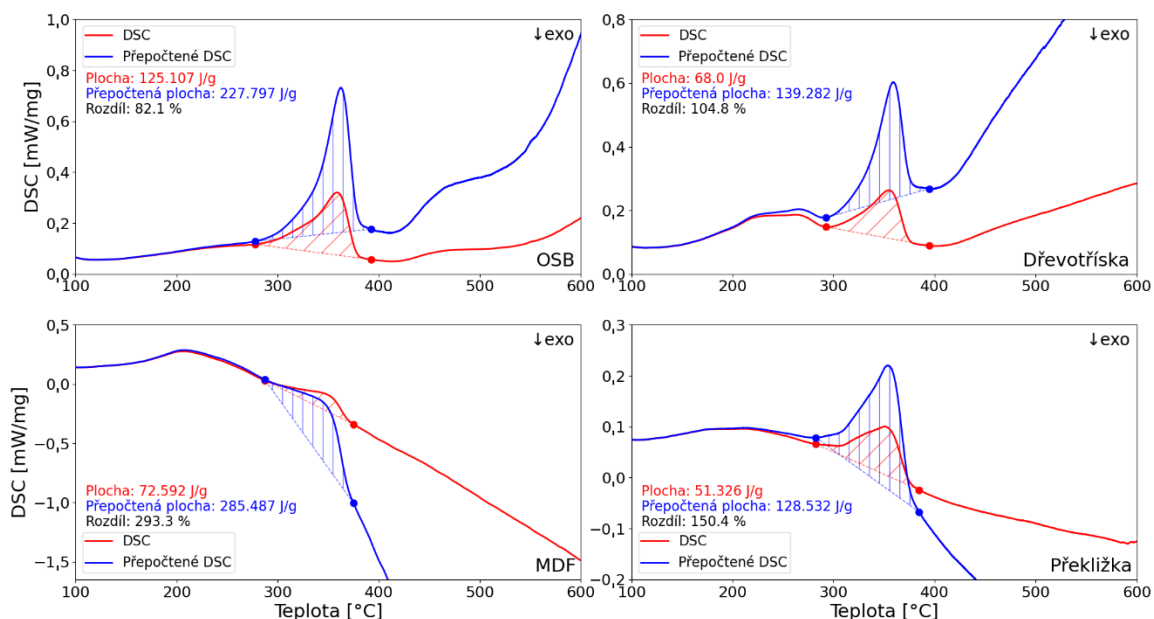 1,0
0,8
0,6
0,4
0,2
0,0
DSC [mW/mg]
DSC
Přepočtené DSC
Plocha: 125.107 J/g
Přepočtená plocha: 227.797 J/g
Rozdíl: 82.1 %
↓exo
OSB
100 200 300 400 500 600
0,8
0,6
0,4
0,2
0,0
DSC
Přepočtené DSC
Plocha: 68.0 J/g
Přepočtená plocha: 139.282 J/g
Rozdíl: 104.8 %
↓exo
Dřevotříska
100 200 300 400 500 600
0,5
0,0
−0,5
−1,0
−1,5
DSC [mW/mg]
↓exo
Plocha: 72.592 J/g
Přepočtená plocha: 285.487 J/g
Rozdíl: 293.3 %
DSC
Přepočtené DSC
MDF
100 200 300 400 500 600
Teplota [°C]
0,3
0,2
0,1
0,0
−0,1
−0,2
↓exo
Plocha: 51.326 J/g
Přepočtená plocha: 128.532 J/g
Rozdíl: 150.4 %
DSC
Přepočtené DSC
Překližka
100 200 300 400 500 600
Teplota [°C]